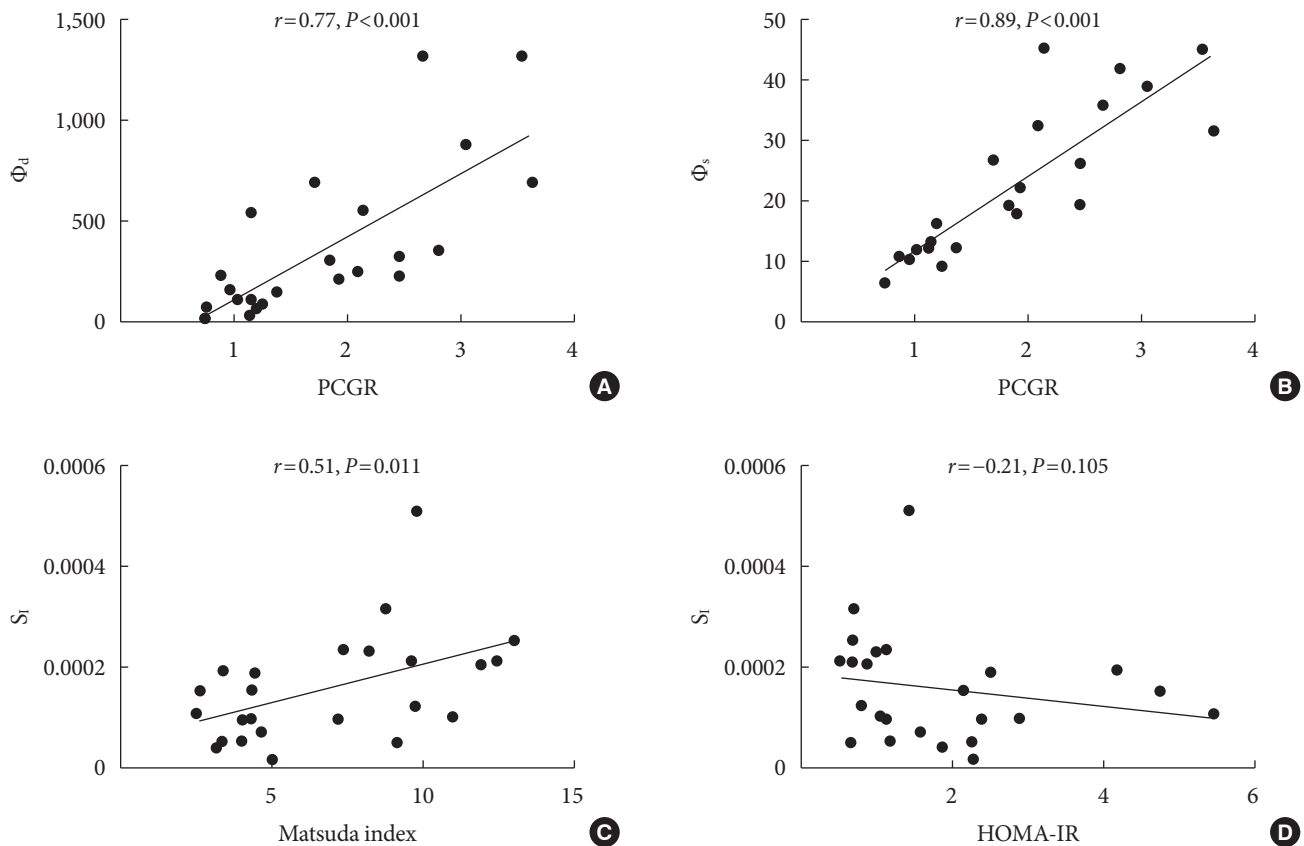 r=0.77, P<0.001
1,500
1,000
500
0
Φd
1 2 3 4
PCGR
A
r=0.89, P<0.001
50
40
30
20
10
0
Φs
1 2 3 4
PCGR
B
r=0.51, P=0.011
0.0006
0.0004
0.0002
0
SI
5 10 15
Matsuda index
C
r=−0.21, P=0.105
0.0006
0.0004
0.0002
0
SI
2 4 6
HOMA-IR
D